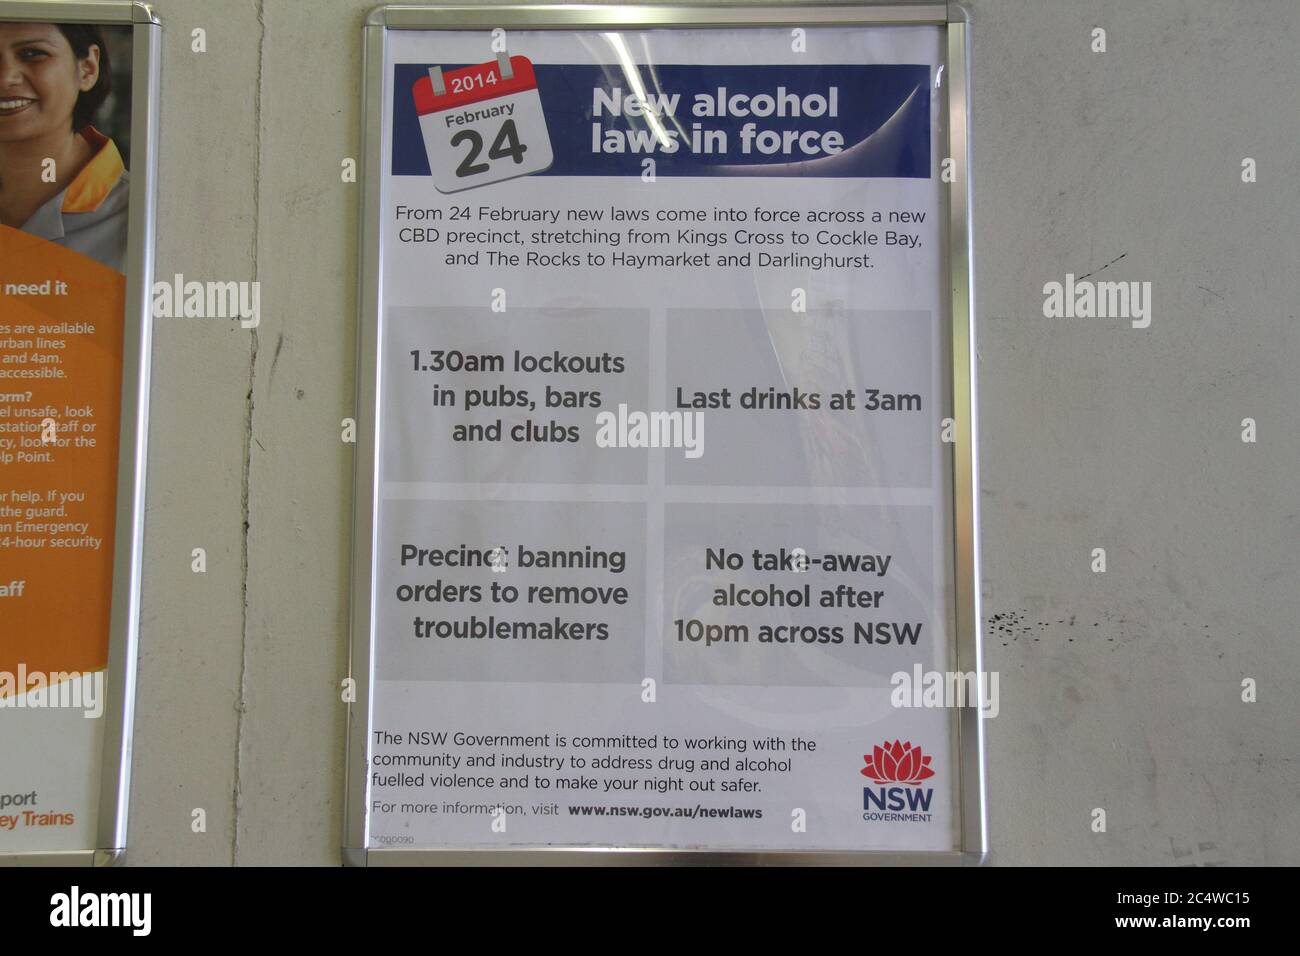 need it
es are available
urban lines
and 4am.
accessible.
orm?
el unsafe, look
station staff or
cy, look for the
lp Point.
or help. If you
the guard.
an Emergency
24-hour security
aff
sport
ey Trains
2014
February
24
New alcohol
laws in force
From 24 February new laws come into force across a new
CBD precinct, stretching from Kings Cross to Cockle Bay,
and The Rocks to Haymarket and Darlinghurst.
1.30am lockouts
in pubs, bars
and clubs
Last drinks at 3am
Precinct banning
orders to remove
troublemakers
No take-away
alcohol after
10pm across NSW
The NSW Government is committed to working with the
community and industry to address drug and alcohol
fuelled violence and to make your night out safer.
For more information, visit www.nsw.gov.au/newlaws
NSW
GOVERNMENT
alamy
alamy
alamy
alamy
alamy
a
alamy
Image ID: 2C4WC15
www.alamy.com